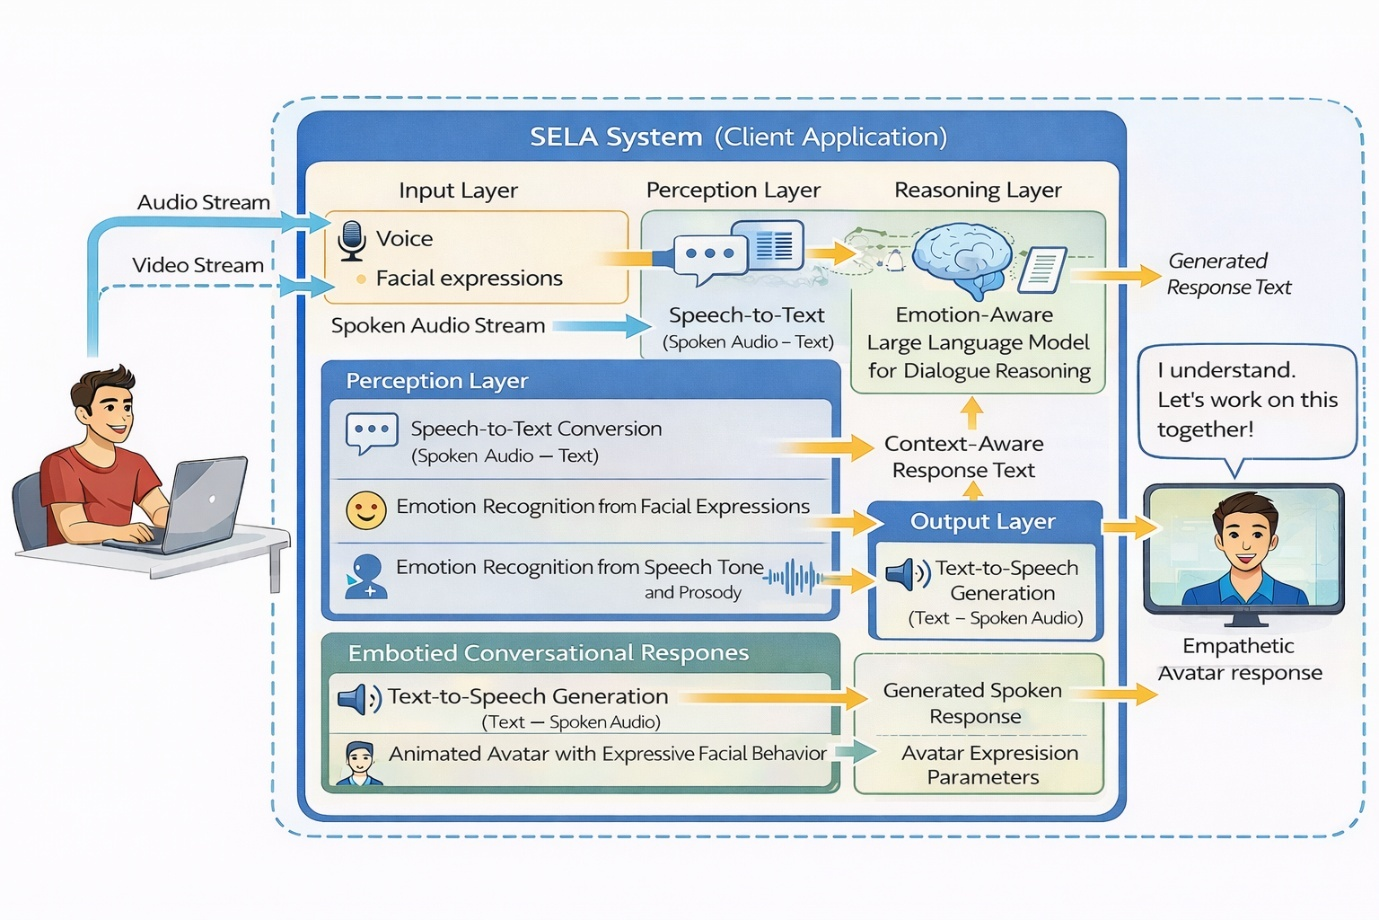 SELA System (Client Application)
Audio Stream
Video Stream
Input Layer
Voice
Facial expressions
Spoken Audio Stream
Perception Layer
Speech-to-Text
(Spoken Audio – Text)
Reasoning Layer
Emotion-Aware
Large Language Model
for Dialogue Reasoning
Generated
Response Text
Perception Layer
Speech-to-Text Conversion
(Spoken Audio — Text)
Emotion Recognition from Facial Expressions
Emotion Recognition from Speech Tone
and Prosody
Context-Aware
Response Text
Output Layer
Text-to-Speech
Generation
(Text – Spoken Audio)
I understand.
Let's work on this
together!
Empathetic
Avatar response
Embotied Conversational Respones
Text-to-Speech Generation
(Text — Spoken Audio)
Animated Avatar with Expressive Facial Behavior
Generated Spoken
Response
Avatar Expresision
Parameters